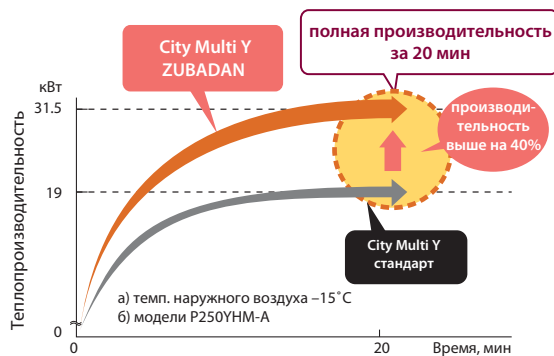 City Multi Y
ZUBADAN
полная производительность
за 20 мин
кВт
31.5
производи-
тельность
выше на 40%
19
Теплопроизводительность
City Multi Y
стандарт
а) темп. наружного воздуха –15˚С
б) модели P250YHM-A
0
0
20
Время, мин